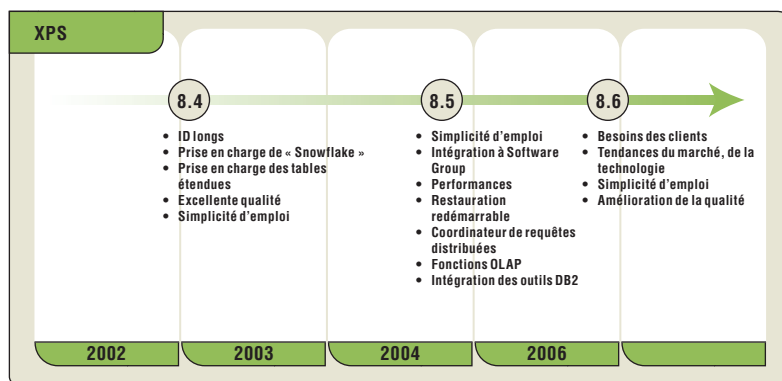 XPS
8.4
• ID longs
• Prise en charge de « Snowflake »
• Prise en charge des tables
étendues
• Excellente qualité
• Simplicité d'emploi
8.5
• Simplicité d'emploi
• Intégration à Software
Group
• Performances
• Restauration
redémarrable
• Coordinateur de requêtes
distribuées
• Fonctions OLAP
• Intégration des outils DB2
8.6
• Besoins des clients
• Tendances du marché, de la
technologie
• Simplicité d'emploi
• Amélioration de la qualité
2002
2003
2004
2006